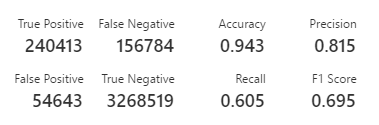 True Positive False Negative Accuracy Precision
240413 156784 0.943 0.815
False Positive True Negative Recall F1 Score
54643 3268519 0.605 0.695